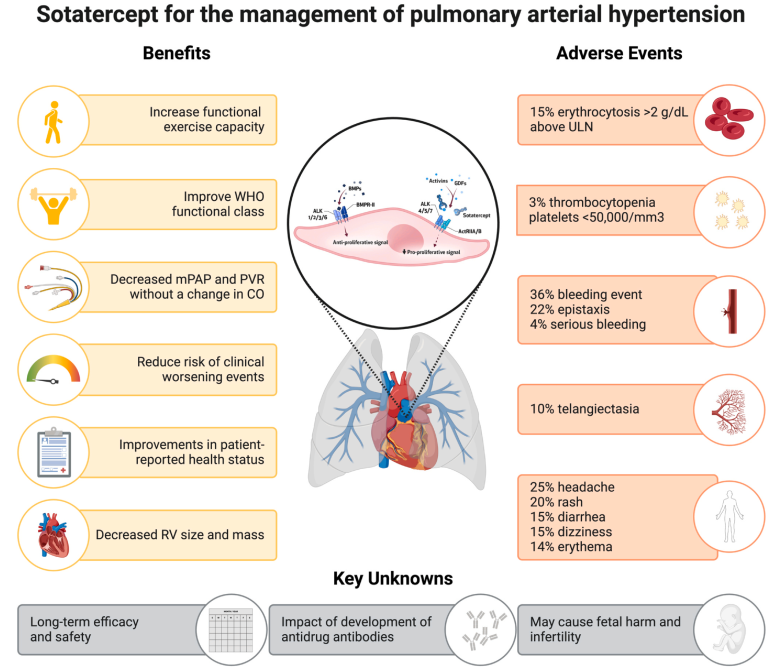 Sotatercept for the management of pulmonary arterial hypertension
Benefits
Increase functional
exercise capacity
Improve WHO
functional class
Decreased mPAP and PVR
without a change in CO
Reduce risk of clinical
worsening events
Improvements in patient-
reported health status
Decreased RV size and mass
BMPs
BMPR-II
ALK
1/2/3/6
Anti-proliferative signal
Activins
GDFs
ALK
4/5/7
Sotatercept
ActRIIA/B
Pro-proliferative signal
Adverse Events
15% erythrocytosis >2 g/dL
above ULN
3% thrombocytopenia
platelets <50,000/mm3
36% bleeding event
22% epistaxis
4% serious bleeding
10% telangiectasia
25% headache
20% rash
15% diarrhea
15% dizziness
14% erythema
Key Unknowns
Long-term efficacy
and safety
Impact of development of
antidrug antibodies
May cause fetal harm and
infertility